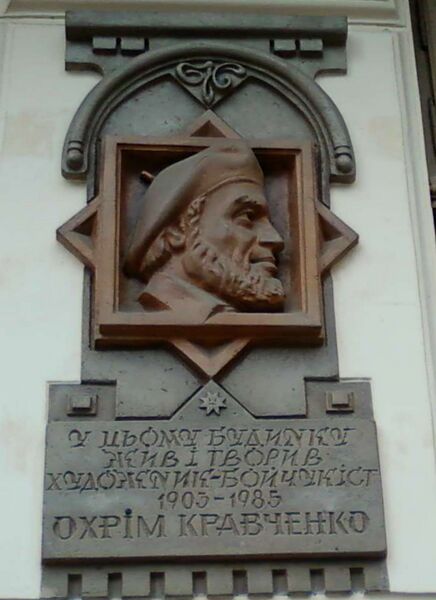 У ЦЬОМУ БУДИНКУ
ЖИВ І ТВОРИВ
ХУДОЖНИК-БОЙЧУКІСТ
1903-1985
ОХРІМ КРАВЧЕНКО